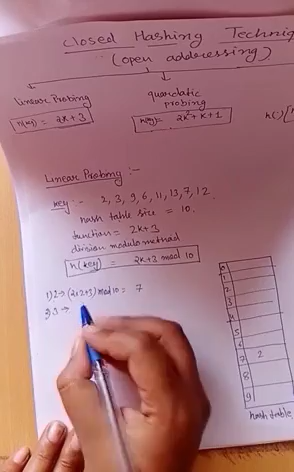 Closed Hashing Techni
(open addressing)
Linear Probing
h(key) = 2k+3
quardatic
probing
h(key) = 2k²+k+1
h() [
Linear Probing :-
Key :- 2, 3, 9, 6, 11, 13, 7, 12.
hash table size = 10.
function = 2k+3
division modulo method
h(key) = 2k+3 mod 10
1) 2 → (2*2+3) mod 10 = 7
2) 3 →
0
1
2
3
4
5
6
7 2
8
9
hash table